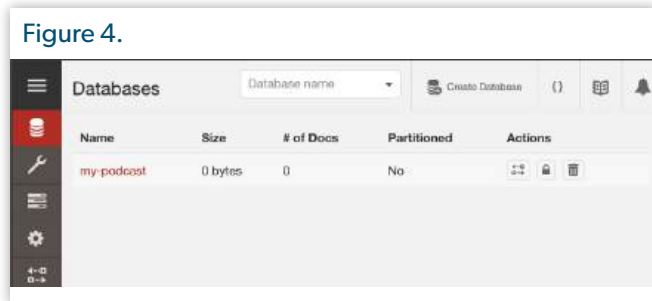 Figure 4.
Databases Database name Create Database {}
Name Size # of Docs Partitioned Actions
my-podcast 0 bytes 0 No